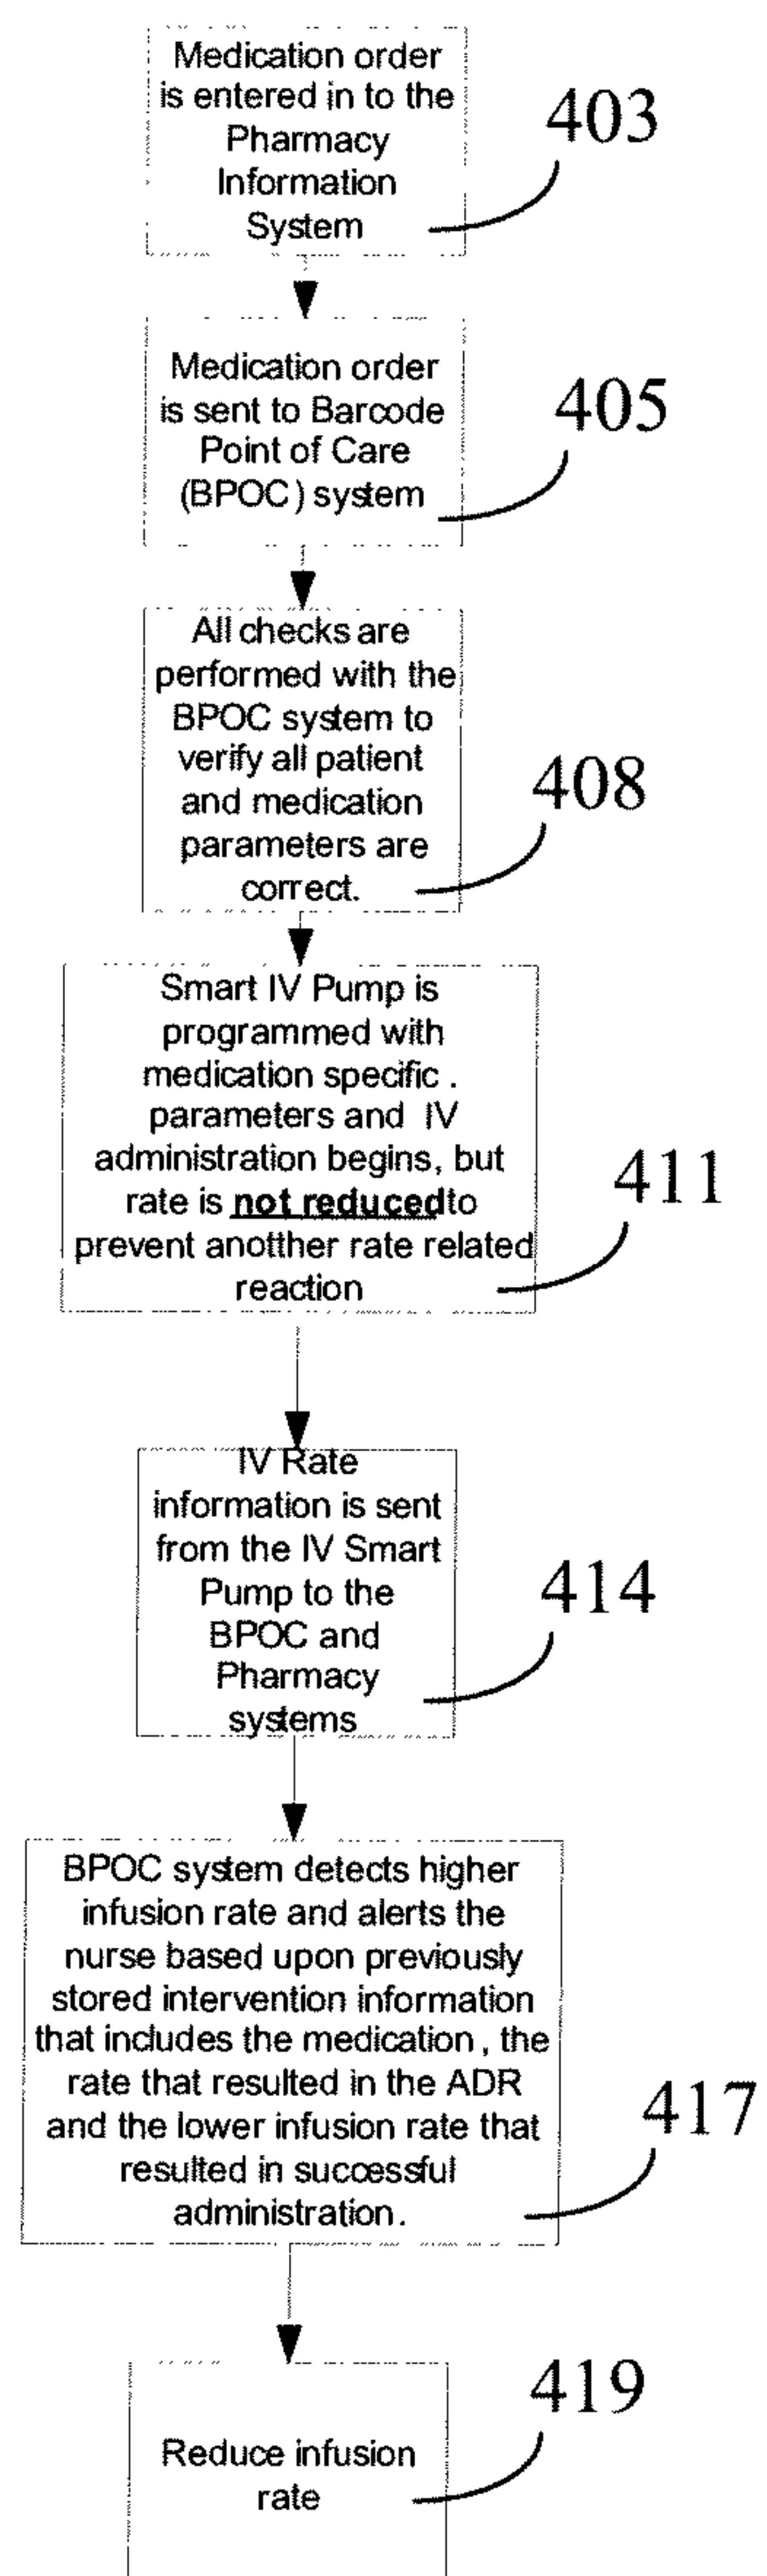 Medication order
is entered in to the
Pharmacy
Information
System
403
Medication order
is sent to Barcode
Point of Care
(BPOC) system
405
All checks are
performed with the
BPOC system to
verify all patient
and medication
parameters are
correct.
408
Smart IV Pump is
programmed with
medication specific .
parameters and IV
administration begins, but
rate is not reduced to
prevent anotther rate related
reaction
411
IV Rate
information is sent
from the IV Smart
Pump to the
BPOC and
Pharmacy
systems
414
BPOC system detects higher
infusion rate and alerts the
nurse based upon previously
stored intervention information
that includes the medication, the
rate that resulted in the ADR
and the lower infusion rate that
resulted in successful
administration.
417
Reduce infusion
rate
419